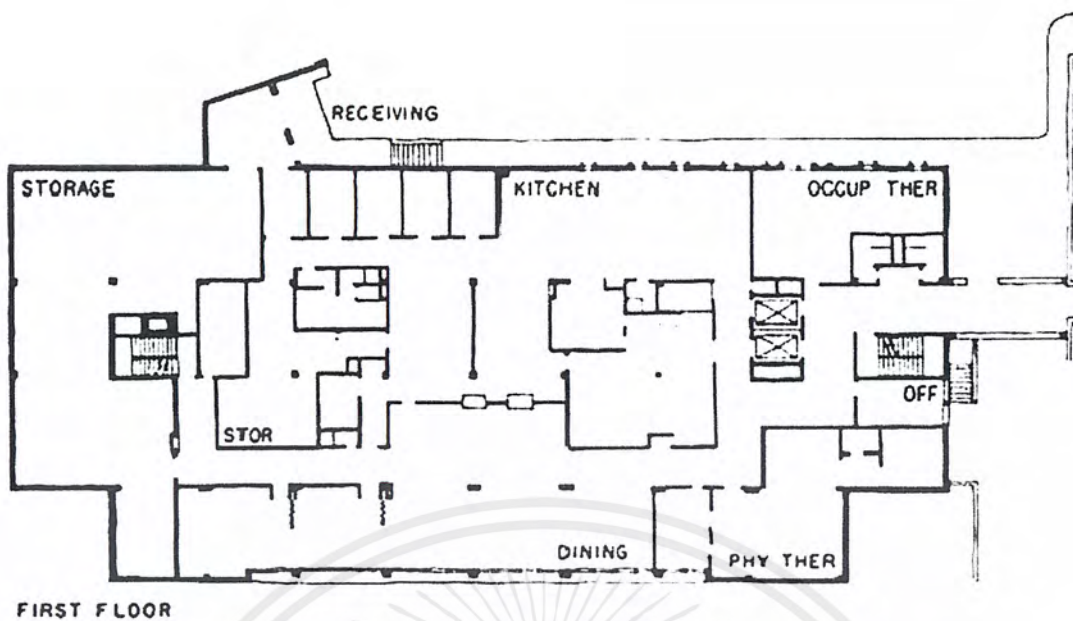 RECEIVING
STORAGE
KITCHEN
OCCUP THER
OFF
STOR
DINING
PHY THER
FIRST FLOOR